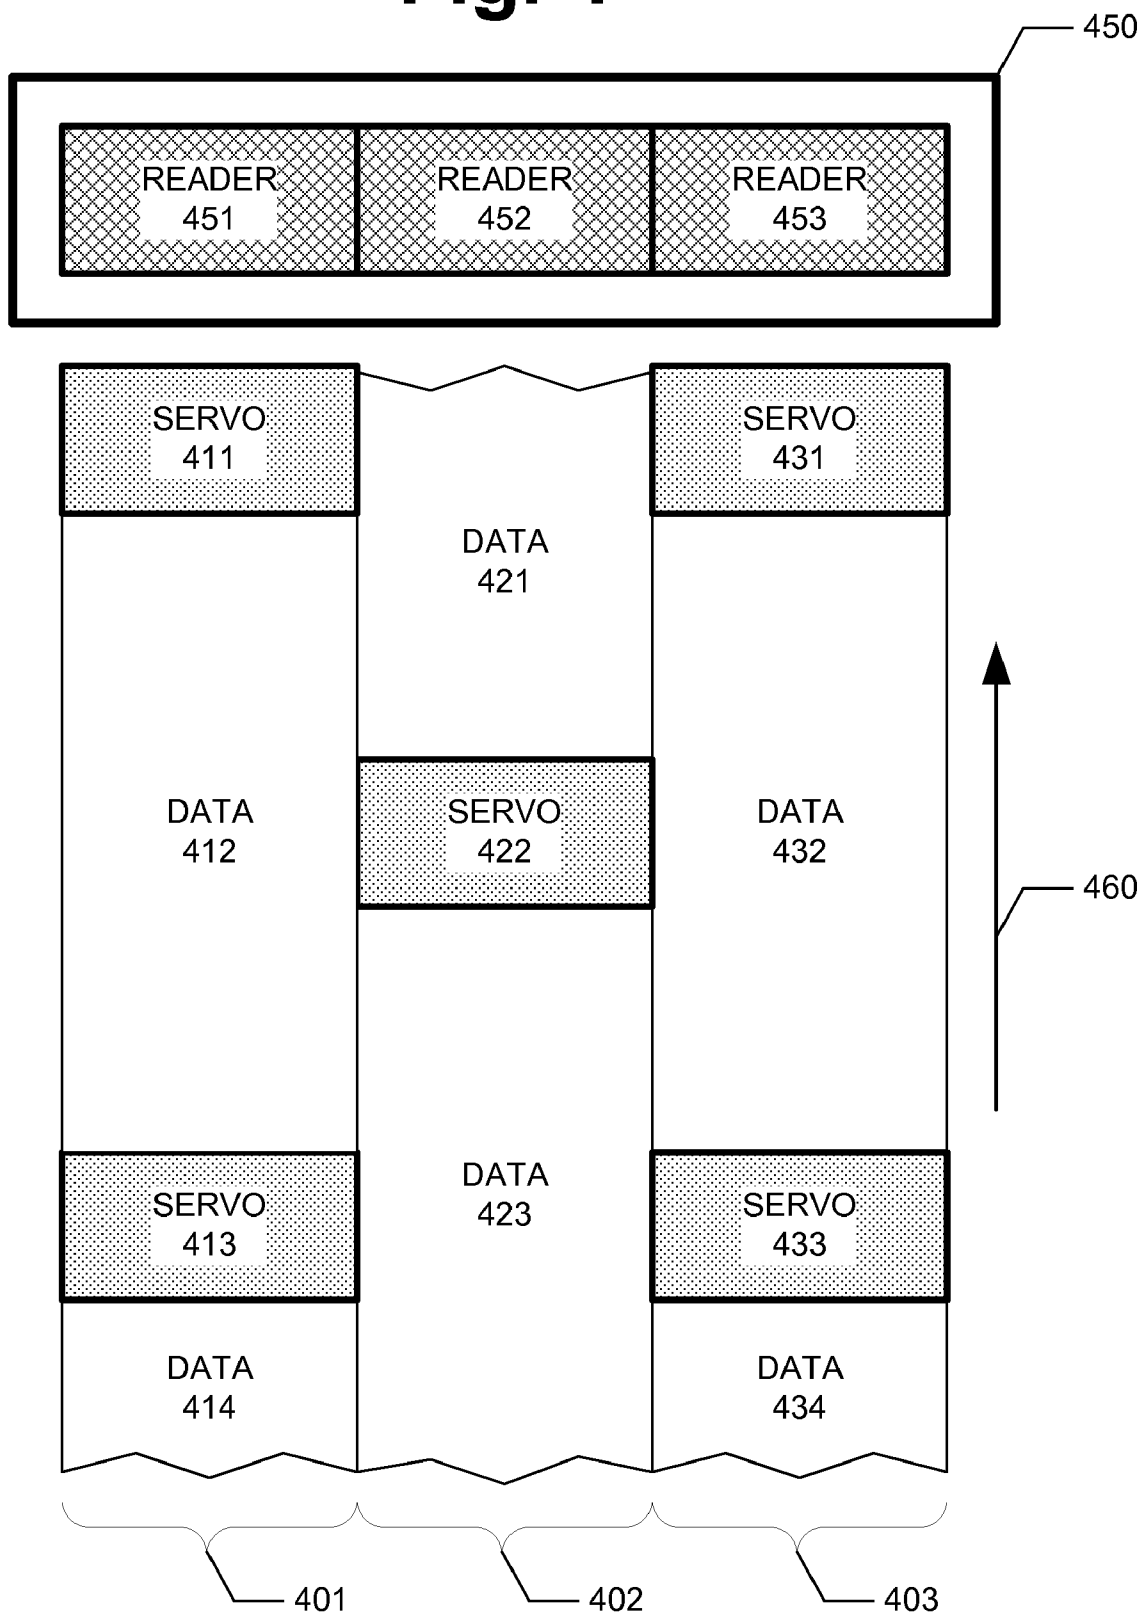 450
READER READER READER
451 452 453
SERVO SERVO
411 431
DATA
421
DATA SERVO DATA
412 422 432
460
SERVO DATA SERVO
413 423 433
DATA DATA
414 434
401 402 403